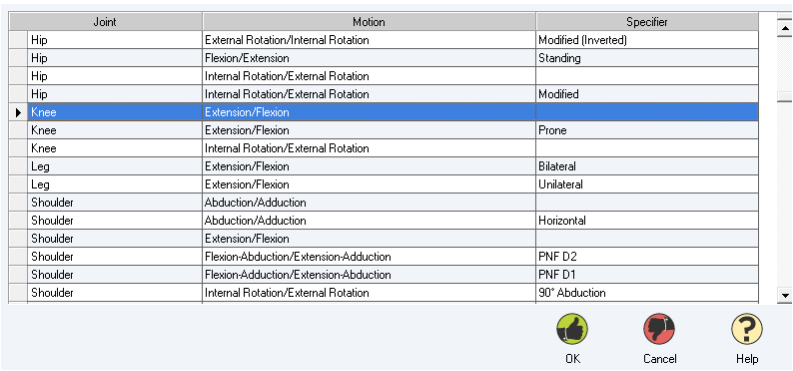 Joint Motion Specifier
Hip External Rotation/Internal Rotation Modified (Inverted)
Hip Flexion/Extension Standing
Hip Internal Rotation/External Rotation
Hip Internal Rotation/External Rotation Modified
Knee Extension/Flexion
Knee Extension/Flexion Prone
Knee Internal Rotation/External Rotation
Leg Extension/Flexion Bilateral
Leg Extension/Flexion Unilateral
Shoulder Abduction/Adduction
Shoulder Abduction/Adduction Horizontal
Shoulder Extension/Flexion
Shoulder Flexion-Abduction/Extension-Adduction PNF D2
Shoulder Flexion-Adduction/Extension-Abduction PNF D1
Shoulder Internal Rotation/External Rotation 90° Abduction
OK Cancel Help